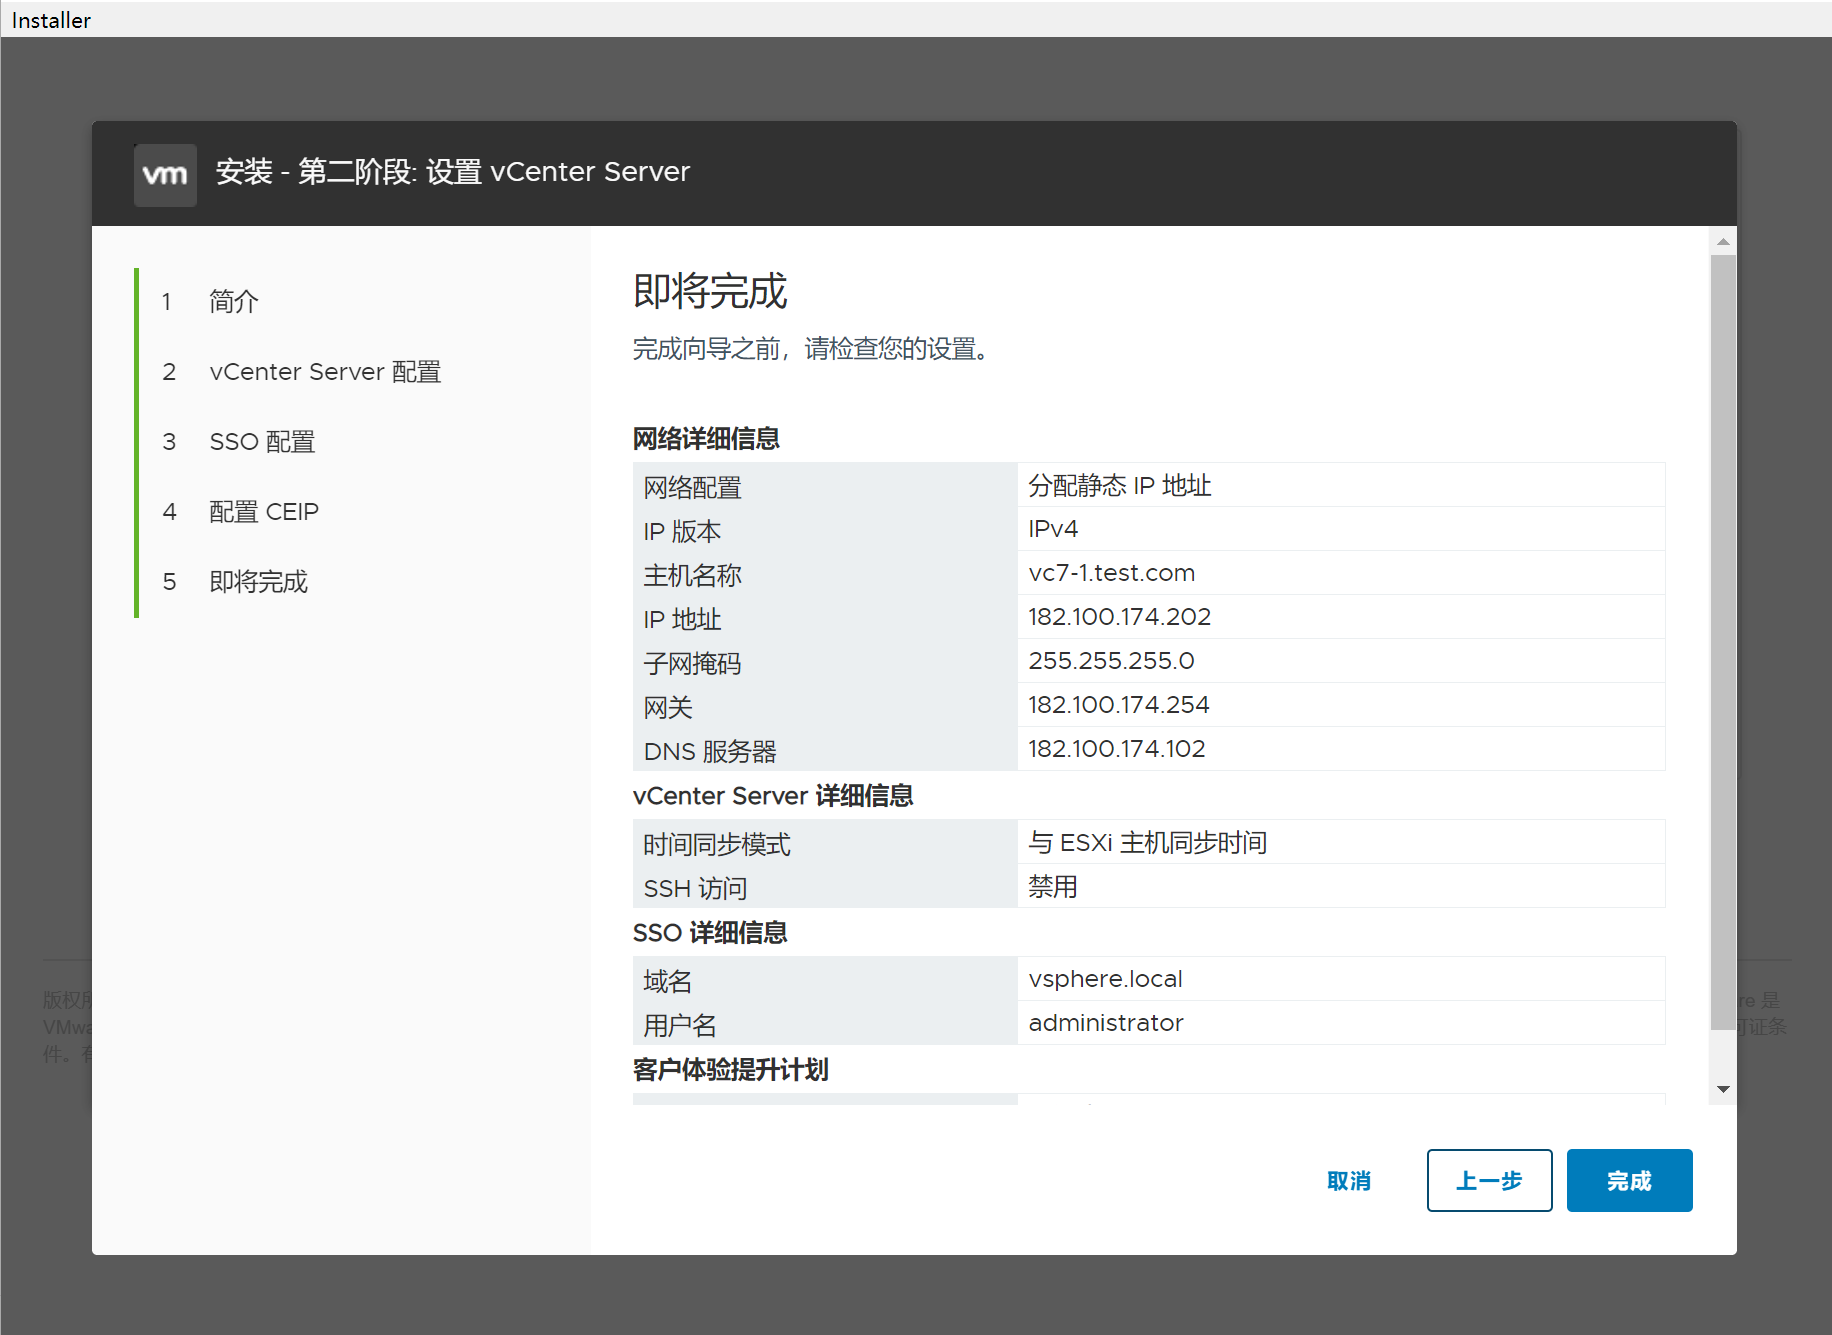 Installer
vm 安装 - 第二阶段: 设置 vCenter Server
1 简介
2 vCenter Server 配置
3 SSO 配置
4 配置 CEIP
5 即将完成
即将完成
完成向导之前，请检查您的设置。
网络详细信息
网络配置 分配静态 IP 地址
IP 版本 IPv4
主机名称 vc7-1.test.com
IP 地址 182.100.174.202
子网掩码 255.255.255.0
网关 182.100.174.254
DNS 服务器 182.100.174.102
vCenter Server 详细信息
时间同步模式 与 ESXi 主机同步时间
SSH 访问 禁用
SSO 详细信息
域名 vsphere.local
用户名 administrator
客户体验提升计划
取消 上一步 完成
版权所
VMwa
件。有
re 是
可证条